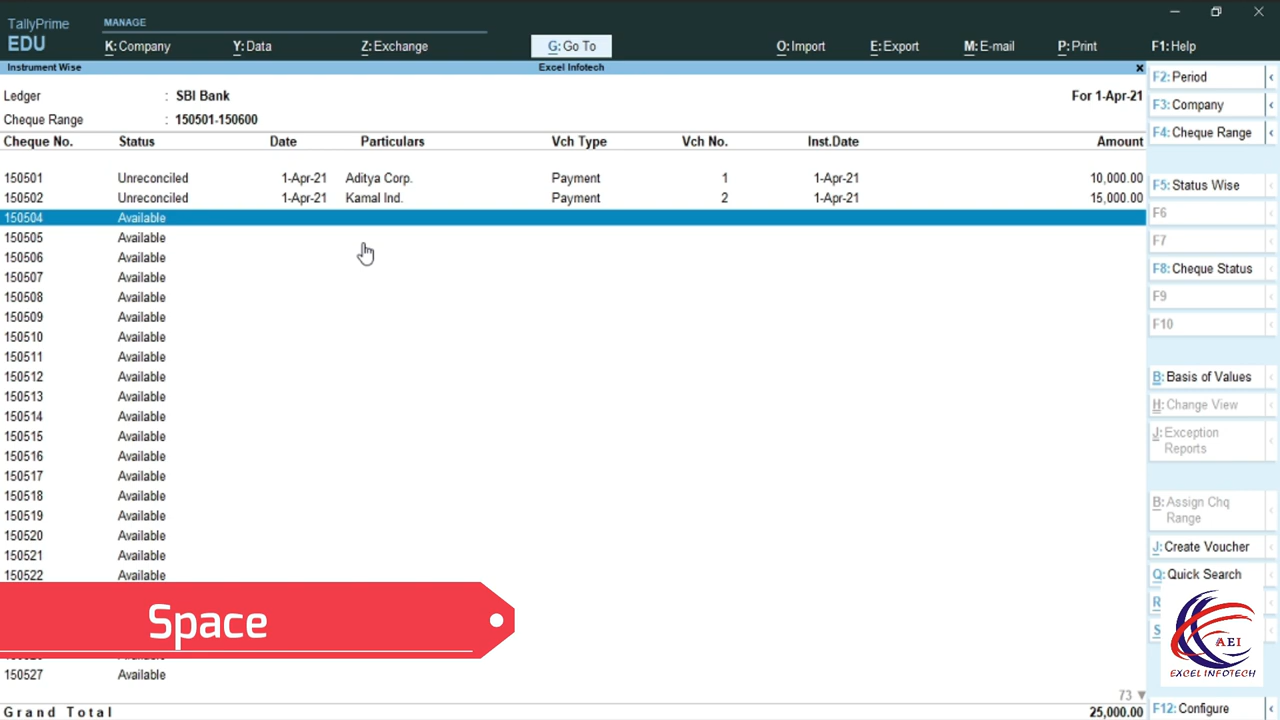 TallyPrime
EDU
MANAGE
K: Company Y: Data Z: Exchange G: Go To O: Import E: Export M: E-mail P: Print F1: Help
Instrument Wise Excel Infotech ×
Ledger : SBI Bank For 1-Apr-21
Cheque Range : 150501-150600
Cheque No. Status Date Particulars Vch Type Vch No. Inst.Date Amount
150501 Unreconciled 1-Apr-21 Aditya Corp. Payment 1 1-Apr-21 10,000.00
150502 Unreconciled 1-Apr-21 Kamal Ind. Payment 2 1-Apr-21 15,000.00
150504 Available
150505 Available
150506 Available
150507 Available
150508 Available
150509 Available
150510 Available
150511 Available
150512 Available
150513 Available
150514 Available
150515 Available
150516 Available
150517 Available
150518 Available
150519 Available
150520 Available
150521 Available
150522 Available
Space
150527 Available
73
Grand Total 25,000.00
F2: Period
F3: Company
F4: Cheque Range
F5: Status Wise
F6
F7
F8: Cheque Status
F9
F10
B: Basis of Values
H: Change View
J: Exception
Reports
B: Assign Chq
Range
J: Create Voucher
Q: Quick Search
R
S
AEI
EXCEL INFOTECH
F12: Configure